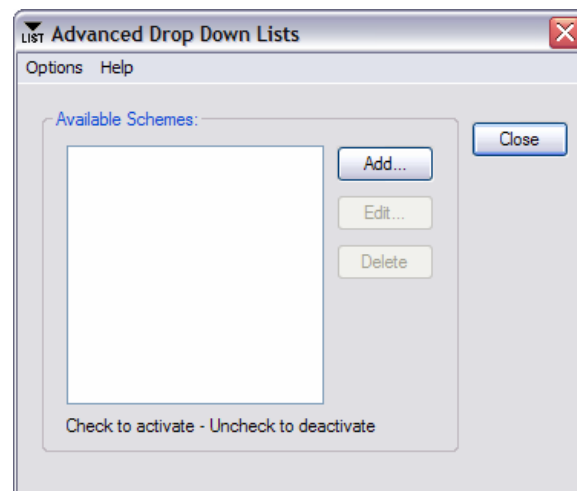 LIST Advanced Drop Down Lists
Options Help
Available Schemes:
Close
Add...
Edit...
Delete
Check to activate - Uncheck to deactivate